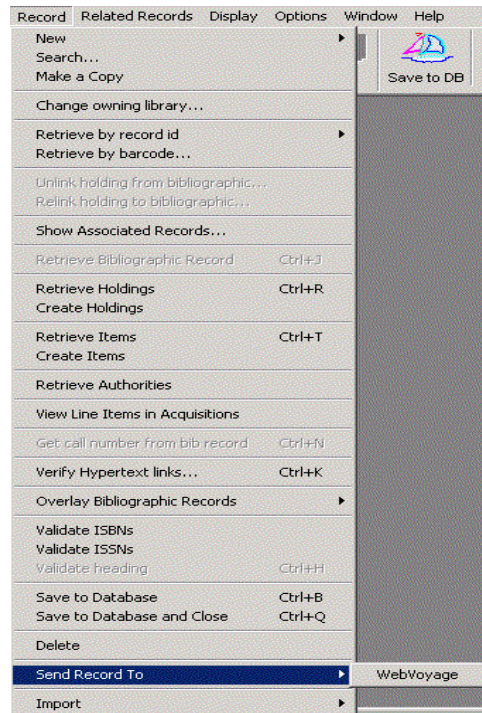 Record Related Records Display Options Window Help
New
Search...
Make a Copy
Save to DB
Change owning library...
Retrieve by record id
Retrieve by barcode...
Unlink holding from bibliographic...
Relink holding to bibliographic...
Show Associated Records...
Retrieve Bibliographic Record Ctrl+J
Retrieve Holdings Ctrl+R
Create Holdings
Retrieve Items Ctrl+T
Create Items
Retrieve Authorities
View Line Items in Acquisitions
Get call number from bib record Ctrl+N
Verify Hypertext links... Ctrl+K
Overlay Bibliographic Records
Validate ISBNs
Validate ISSNs
Validate heading Ctrl+H
Save to Database Ctrl+B
Save to Database and Close Ctrl+Q
Delete
Send Record To WebVoyage
Import